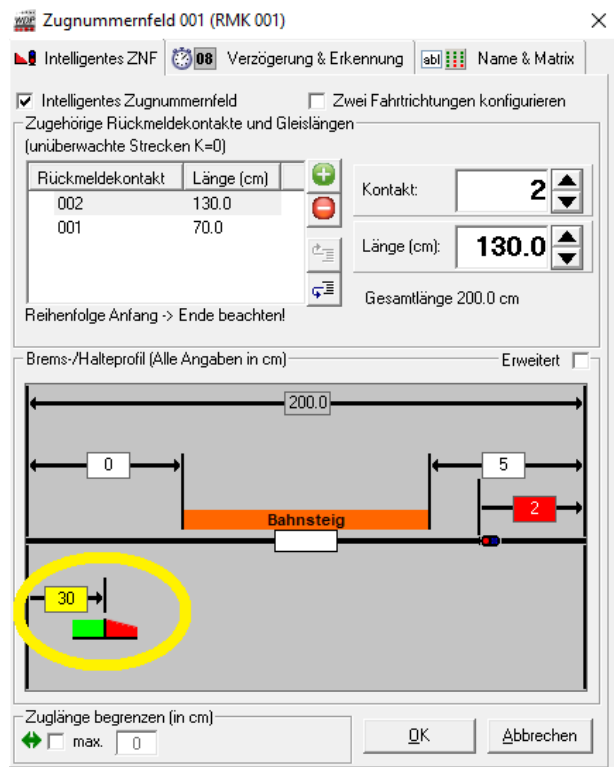 Zugnummernfeld 001 (RMK 001)
Intelligentes ZNF
08 Verzögerung & Erkennung
abl Name & Matrix
Intelligentes Zugnummernfeld
Zwei Fahrtrichtungen konfigurieren
Zugehörige Rückmeldekontakte und Gleislängen
(unüberwachte Strecken K=0)
Rückmeldekontakt Länge (cm)
002 130.0
001 70.0
Kontakt: 2
Länge (cm): 130.0
Gesamtlänge 200.0 cm
Reihenfolge Anfang -> Ende beachten!
Brems-/Halteprofil (Alle Angaben in cm)
Erweitert
200.0
0
5
2
Bahnsteig
30
Zuglänge begrenzen (in cm)
max. 0
OK
Abbrechen